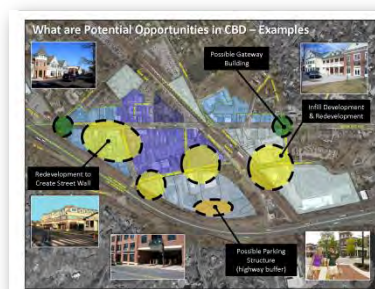 What are Potential Opportunities in CBD – Examples
Possible Gateway
Building
Infill Development
& Redevelopment
Redevelopment to
Create Street Wall
Possible Parking
Structure
(highway buffer)